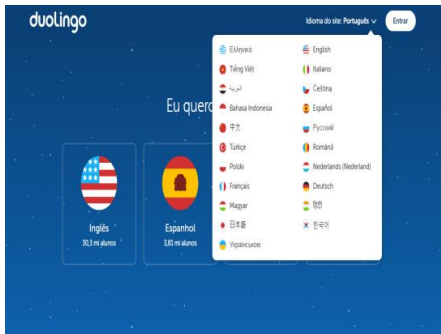 duolingo
Idioma do site: Português
Entrar
Eu quero
Ελληνικά
English
Tiếng Việt
Italiano
العربية
Čeština
Bahasa Indonesia
Español
中文
Русский
Türkçe
Română
Polski
Nederlands (Nederland)
Français
Deutsch
Magyar
हिंदी
日本語
한국어
Українською
Inglês
30,3 mi alunos
Espanhol
3,81 mi alunos